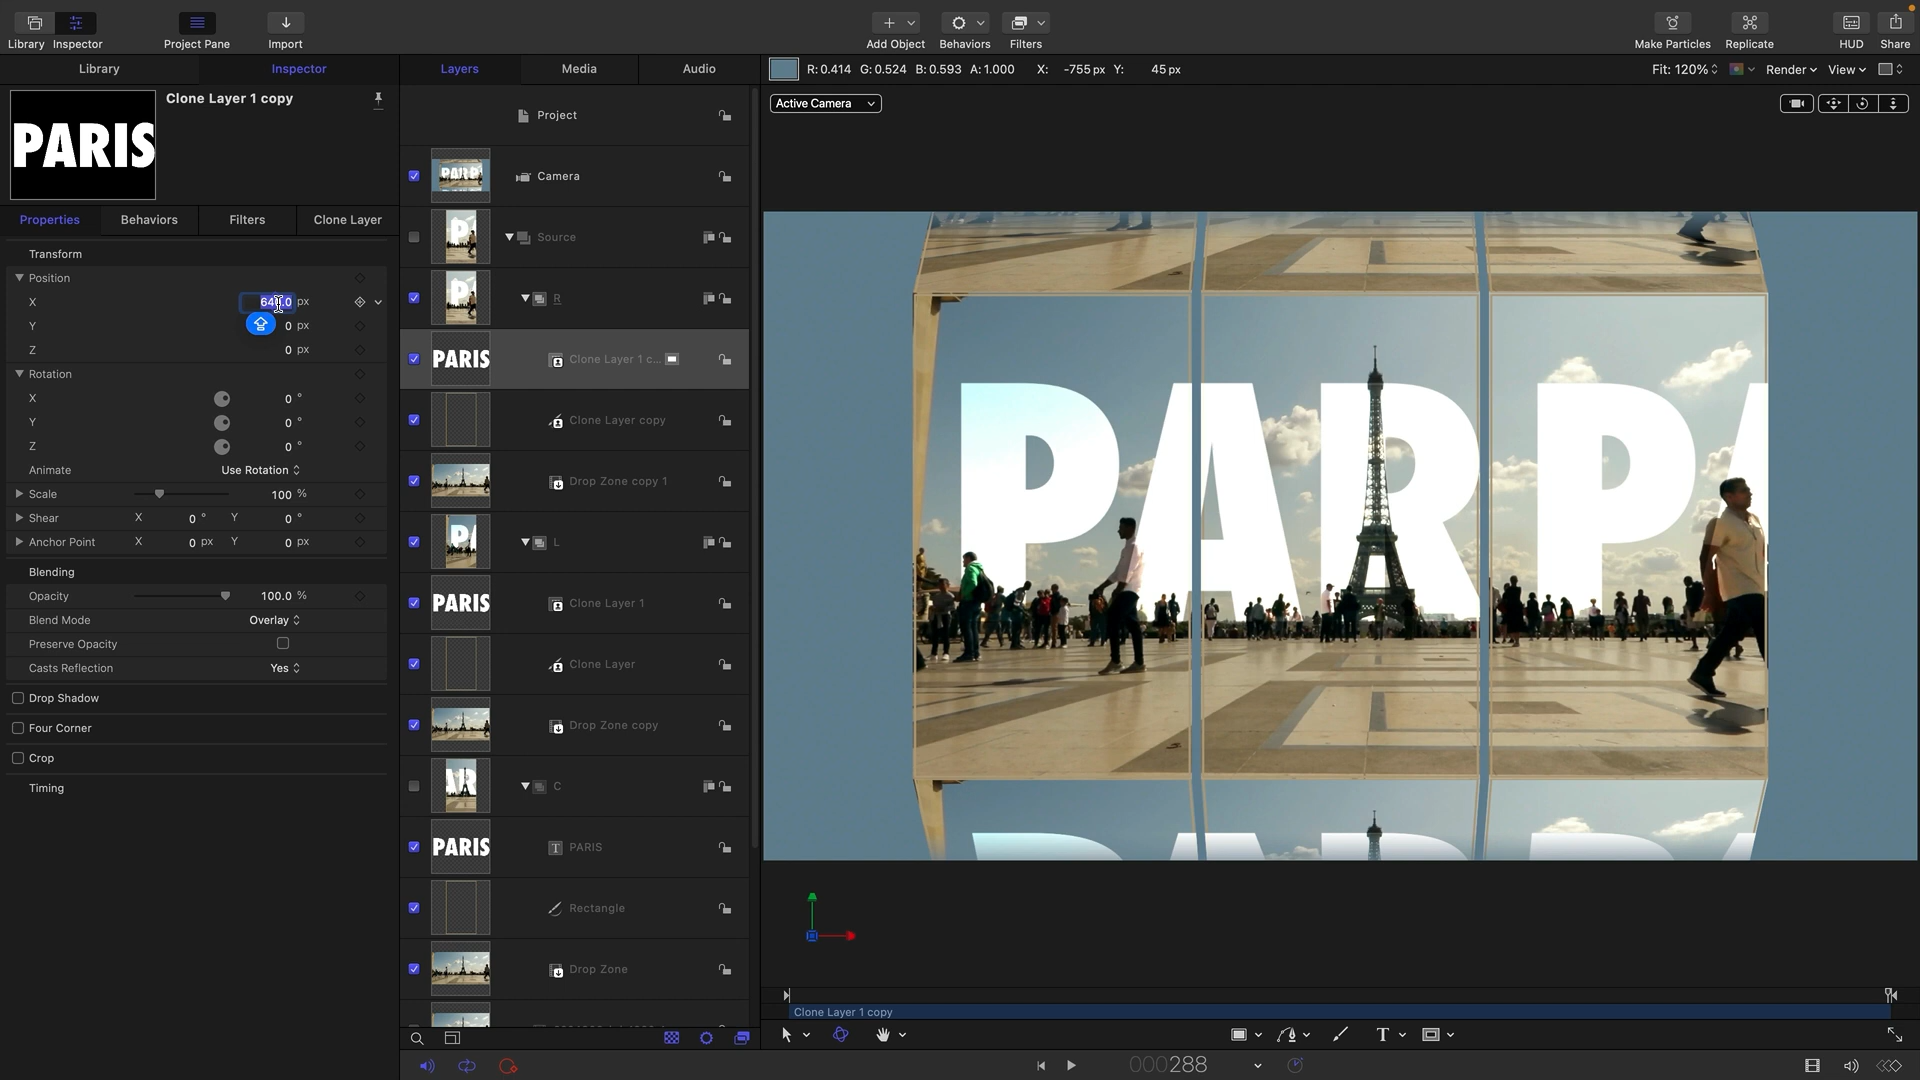 Library
Inspector
Project Pane
Import
Add Object
Behaviors
Filters
Make Particles
Replicate
HUD
Share
Library
Inspector
Layers
Media
Audio
R: 0.414 G: 0.524 B: 0.593 A: 1.000 X: -755 px Y: 45 px
Fit: 120%
Render
View
PARIS
Clone Layer 1 copy
Properties
Behaviors
Filters
Clone Layer
Transform
Position
X 640.0 px
Y 0 px
Z 0 px
Rotation
X 0 °
Y 0 °
Z 0 °
Animate Use Rotation
Scale 100 %
Shear X 0 ° Y 0 °
Anchor Point X 0 px Y 0 px
Blending
Opacity 100.0 %
Blend Mode Overlay
Preserve Opacity
Casts Reflection Yes
Drop Shadow
Four Corner
Crop
Timing
Project
Camera
Source
R
PARIS Clone Layer 1 c...
Clone Layer copy
Drop Zone copy 1
L
PARIS Clone Layer 1
Clone Layer
Drop Zone copy
C
PARIS PARIS
Rectangle
Drop Zone
Active Camera
PAR PA
Clone Layer 1 copy
000288